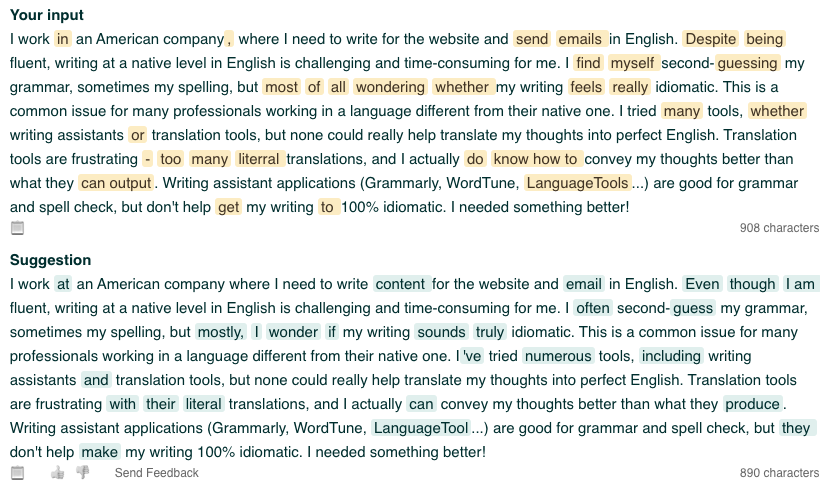 Your input
I work in an American company, where I need to write for the website and send emails in English. Despite being
fluent, writing at a native level in English is challenging and time-consuming for me. I find myself second-guessing my
grammar, sometimes my spelling, but most of all wondering whether my writing feels really idiomatic. This is a
common issue for many professionals working in a language different from their native one. I tried many tools, whether
writing assistants or translation tools, but none could really help translate my thoughts into perfect English. Translation
tools are frustrating - too many literral translations, and I actually do know how to convey my thoughts better than
what they can output. Writing assistant applications (Grammarly, WordTune, LanguageTools...) are good for grammar
and spell check, but don't help get my writing to 100% idiomatic. I needed something better!
908 characters
Suggestion
I work at an American company where I need to write content for the website and email in English. Even though I am
fluent, writing at a native level in English is challenging and time-consuming for me. I often second-guess my grammar,
sometimes my spelling, but mostly, I wonder if my writing sounds truly idiomatic. This is a common issue for many
professionals working in a language different from their native one. I've tried numerous tools, including writing
assistants and translation tools, but none could really help translate my thoughts into perfect English. Translation tools
are frustrating with their literal translations, and I actually can convey my thoughts better than what they produce.
Writing assistant applications (Grammarly, WordTune, LanguageTool...) are good for grammar and spell check, but they
don't help make my writing 100% idiomatic. I needed something better!
Send Feedback
890 characters